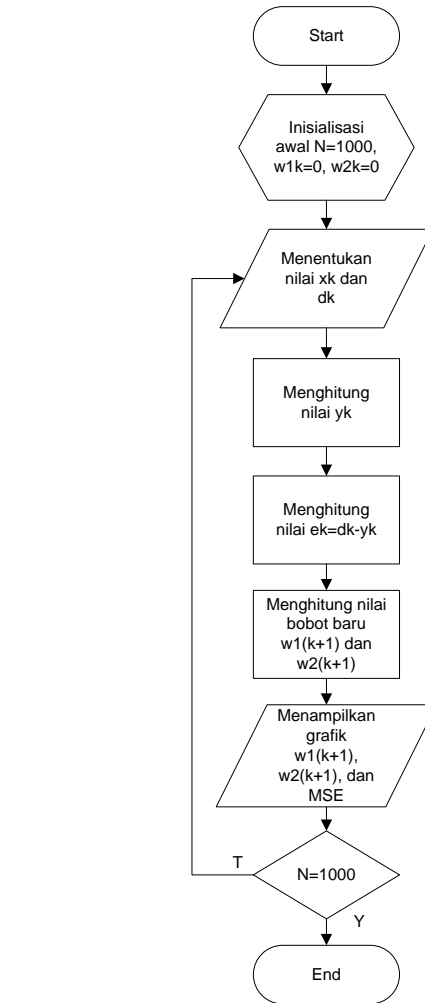 Start
Inisialisasi
awal N=1000,
w1k=0, w2k=0
Menentukan
nilai xk dan
dk
Menghitung
nilai yk
Menghitung
nilai ek=dk-yk
Menghitung nilai
bobot baru
w1(k+1) dan
w2(k+1)
Menampilkan
grafik
w1(k+1),
w2(k+1), dan
MSE
T
N=1000
Y
End